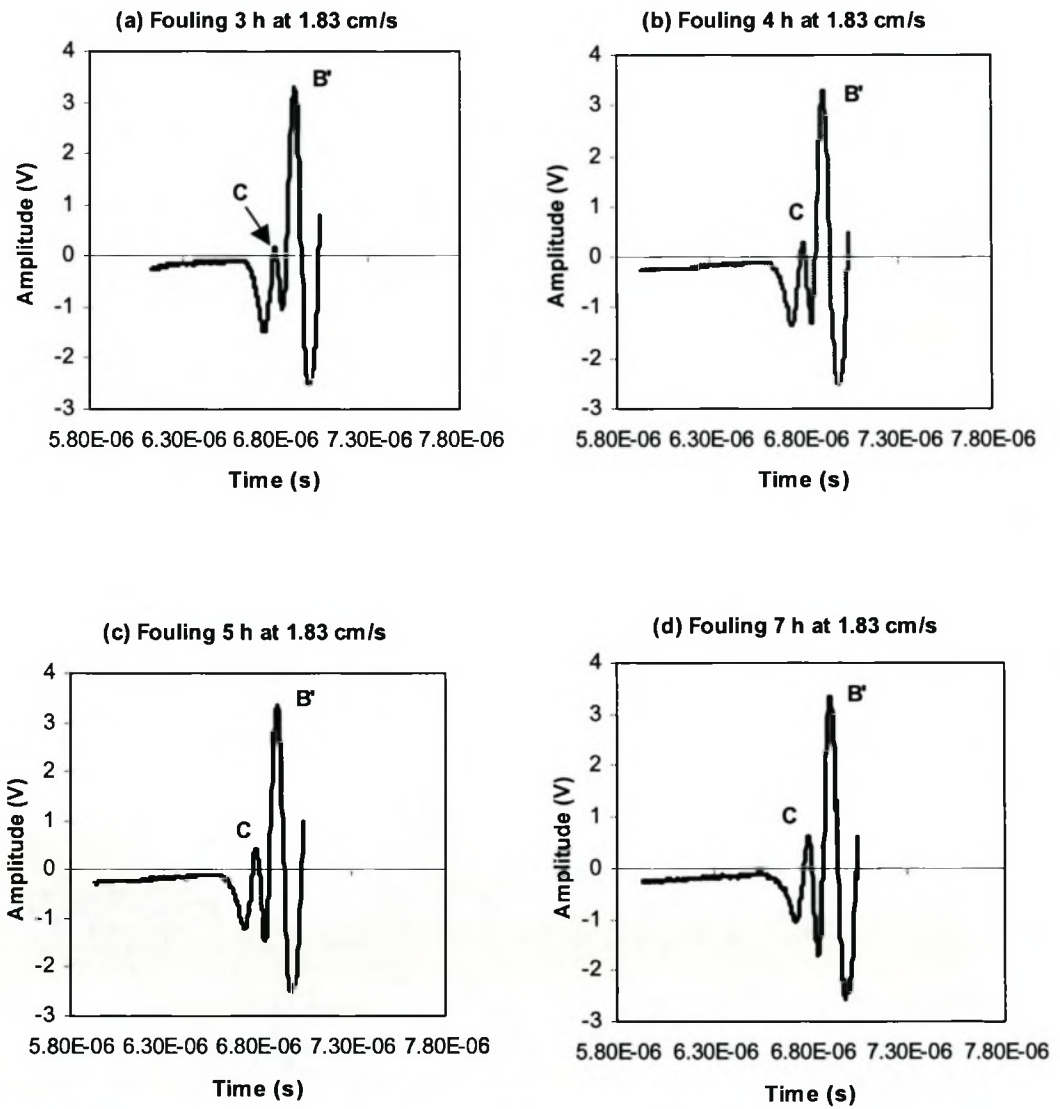 (a) Fouling 3 h at 1.83 cm/s
4
3
2
1
0
-1
-2
-3
Amplitude (V)
B'
C
5.80E-06 6.30E-06 6.80E-06 7.30E-06 7.80E-06
Time (s)
(b) Fouling 4 h at 1.83 cm/s
4
3
2
1
0
-1
-2
-3
Amplitude (V)
B'
C
5.80E-06 6.30E-06 6.80E-06 7.30E-06 7.80E-06
Time (s)
(c) Fouling 5 h at 1.83 cm/s
4
3
2
1
0
-1
-2
-3
Amplitude (V)
B'
C
5.80E-06 6.30E-06 6.80E-06 7.30E-06 7.80E-06
Time (s)
(d) Fouling 7 h at 1.83 cm/s
4
3
2
1
0
-1
-2
-3
Amplitude (V)
B'
C
5.80E-06 6.30E-06 6.80E-06 7.30E-06 7.80E-06
Time (s)